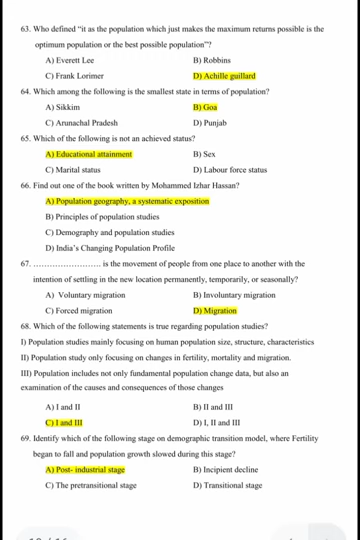 63. Who defined “it as the population which just makes the maximum returns possible is the
optimum population or the best possible population”?
A) Everett Lee B) Robbins
C) Frank Lorimer D) Achille guillard
64. Which among the following is the smallest state in terms of population?
A) Sikkim B) Goa
C) Arunachal Pradesh D) Punjab
65. Which of the following is not an achieved status?
A) Educational attainment B) Sex
C) Marital status D) Labour force status
66. Find out one of the book written by Mohammed Izhar Hassan?
A) Population geography, a systematic exposition
B) Principles of population studies
C) Demography and population studies
D) India’s Changing Population Profile
67. …………………… is the movement of people from one place to another with the
intention of settling in the new location permanently, temporarily, or seasonally?
A) Voluntary migration B) Involuntary migration
C) Forced migration D) Migration
68. Which of the following statements is true regarding population studies?
I) Population studies mainly focusing on human population size, structure, characteristics
II) Population study only focusing on changes in fertility, mortality and migration.
III) Population includes not only fundamental population change data, but also an
examination of the causes and consequences of those changes
A) I and II B) II and III
C) I and III D) I, II and III
69. Identify which of the following stage on demographic transition model, where Fertility
began to fall and population growth slowed during this stage?
A) Post- industrial stage B) Incipient decline
C) The pretransitional stage D) Transitional stage